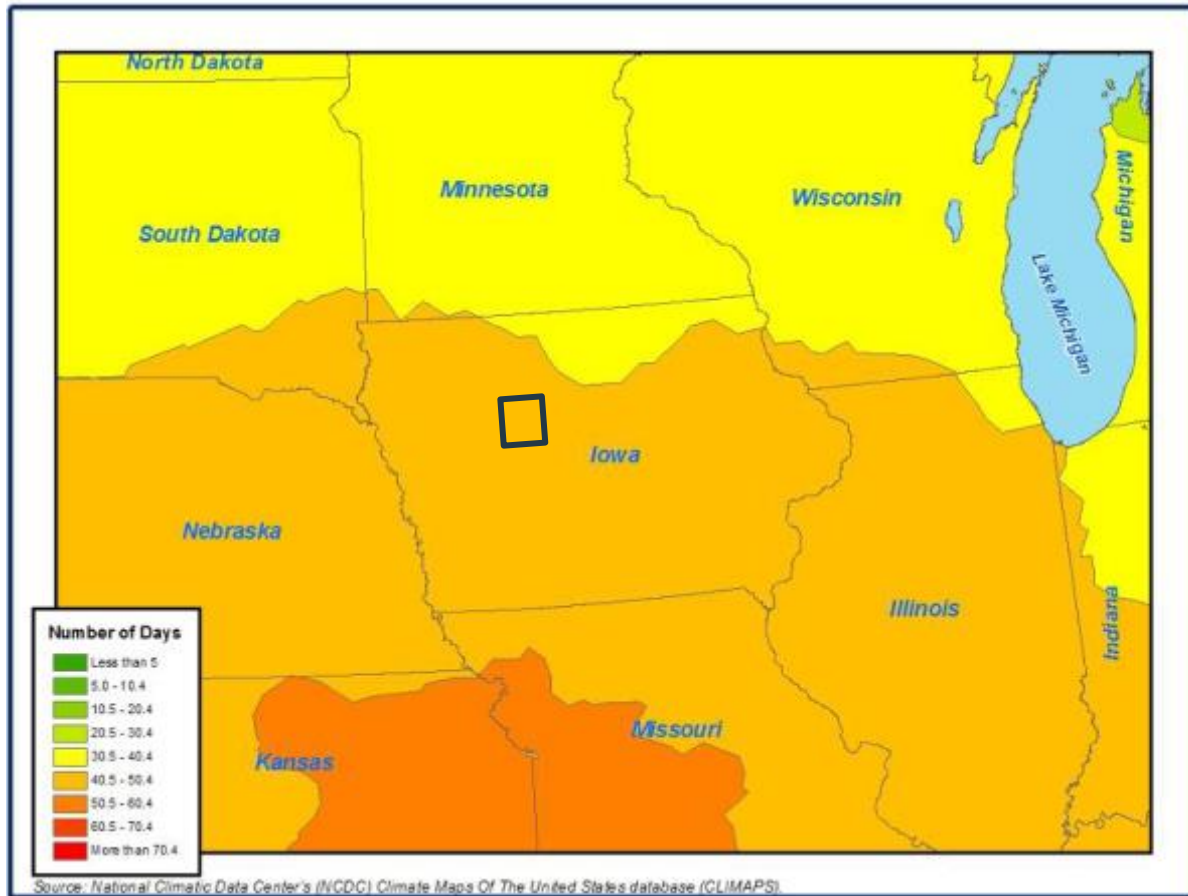 North Dakota
Minnesota
Wisconsin
Michigan
South Dakota
Lake Michigan
Iowa
Nebraska
Illinois
Indiana
Missouri
Kansas
Number of Days
Less than 5
5.0 - 10.4
10.5 - 20.4
20.5 - 30.4
30.5 - 40.4
40.5 - 50.4
50.5 - 60.4
60.5 - 70.4
More than 70.4
Source: National Climatic Data Center's (NCDC) Climate Maps Of The United States database (CLIMAPS).